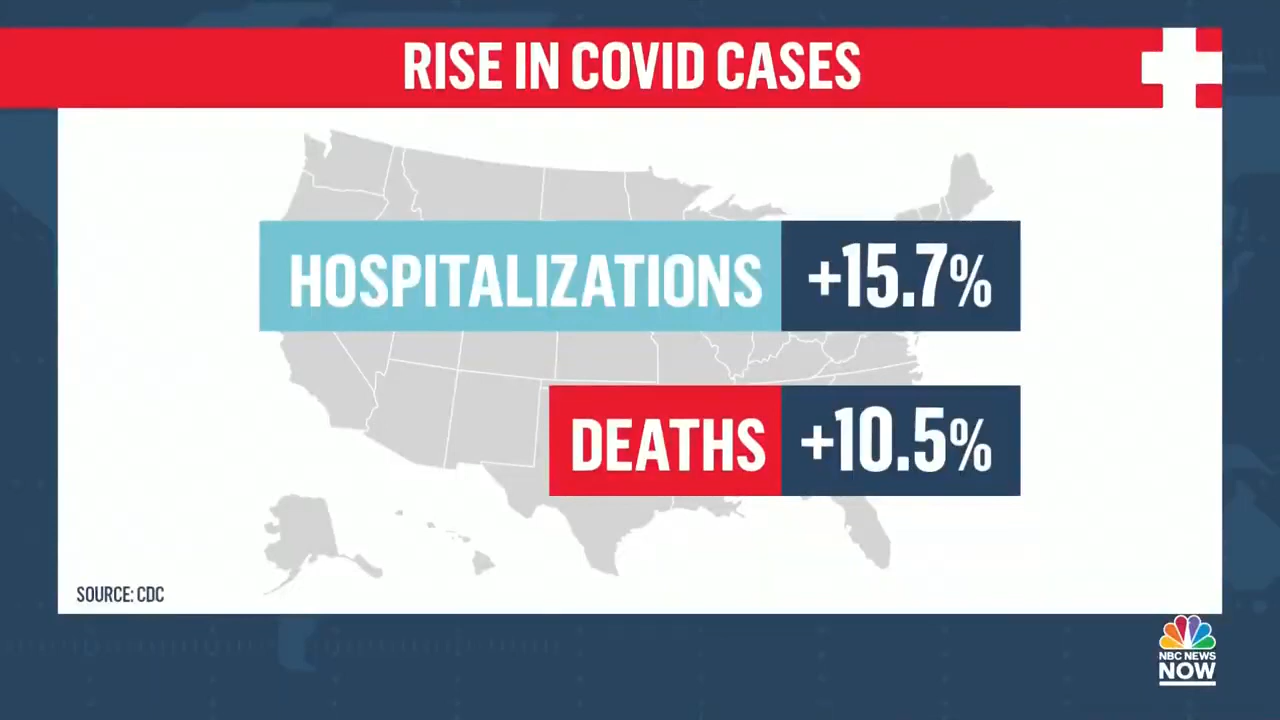 RISE IN COVID CASES
HOSPITALIZATIONS +15.7%
DEATHS +10.5%
SOURCE: CDC
NBC NEWS
NOW